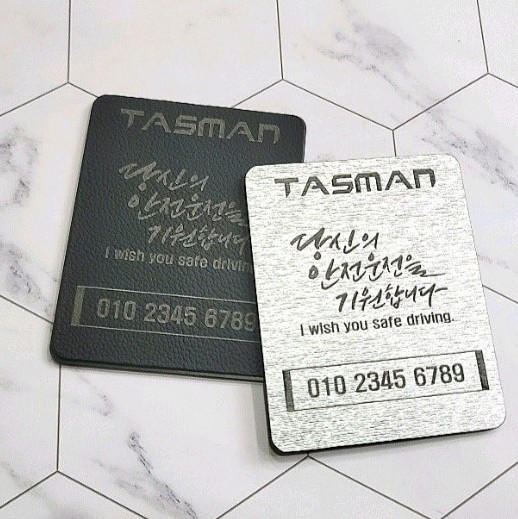 TASMAN
당신의
안전운전을
기원합니다
I wish you safe driving
010 2345 6789
TASMAN
당신의
안전운전을
기원합니다
I wish you safe driving.
010 2345 6789